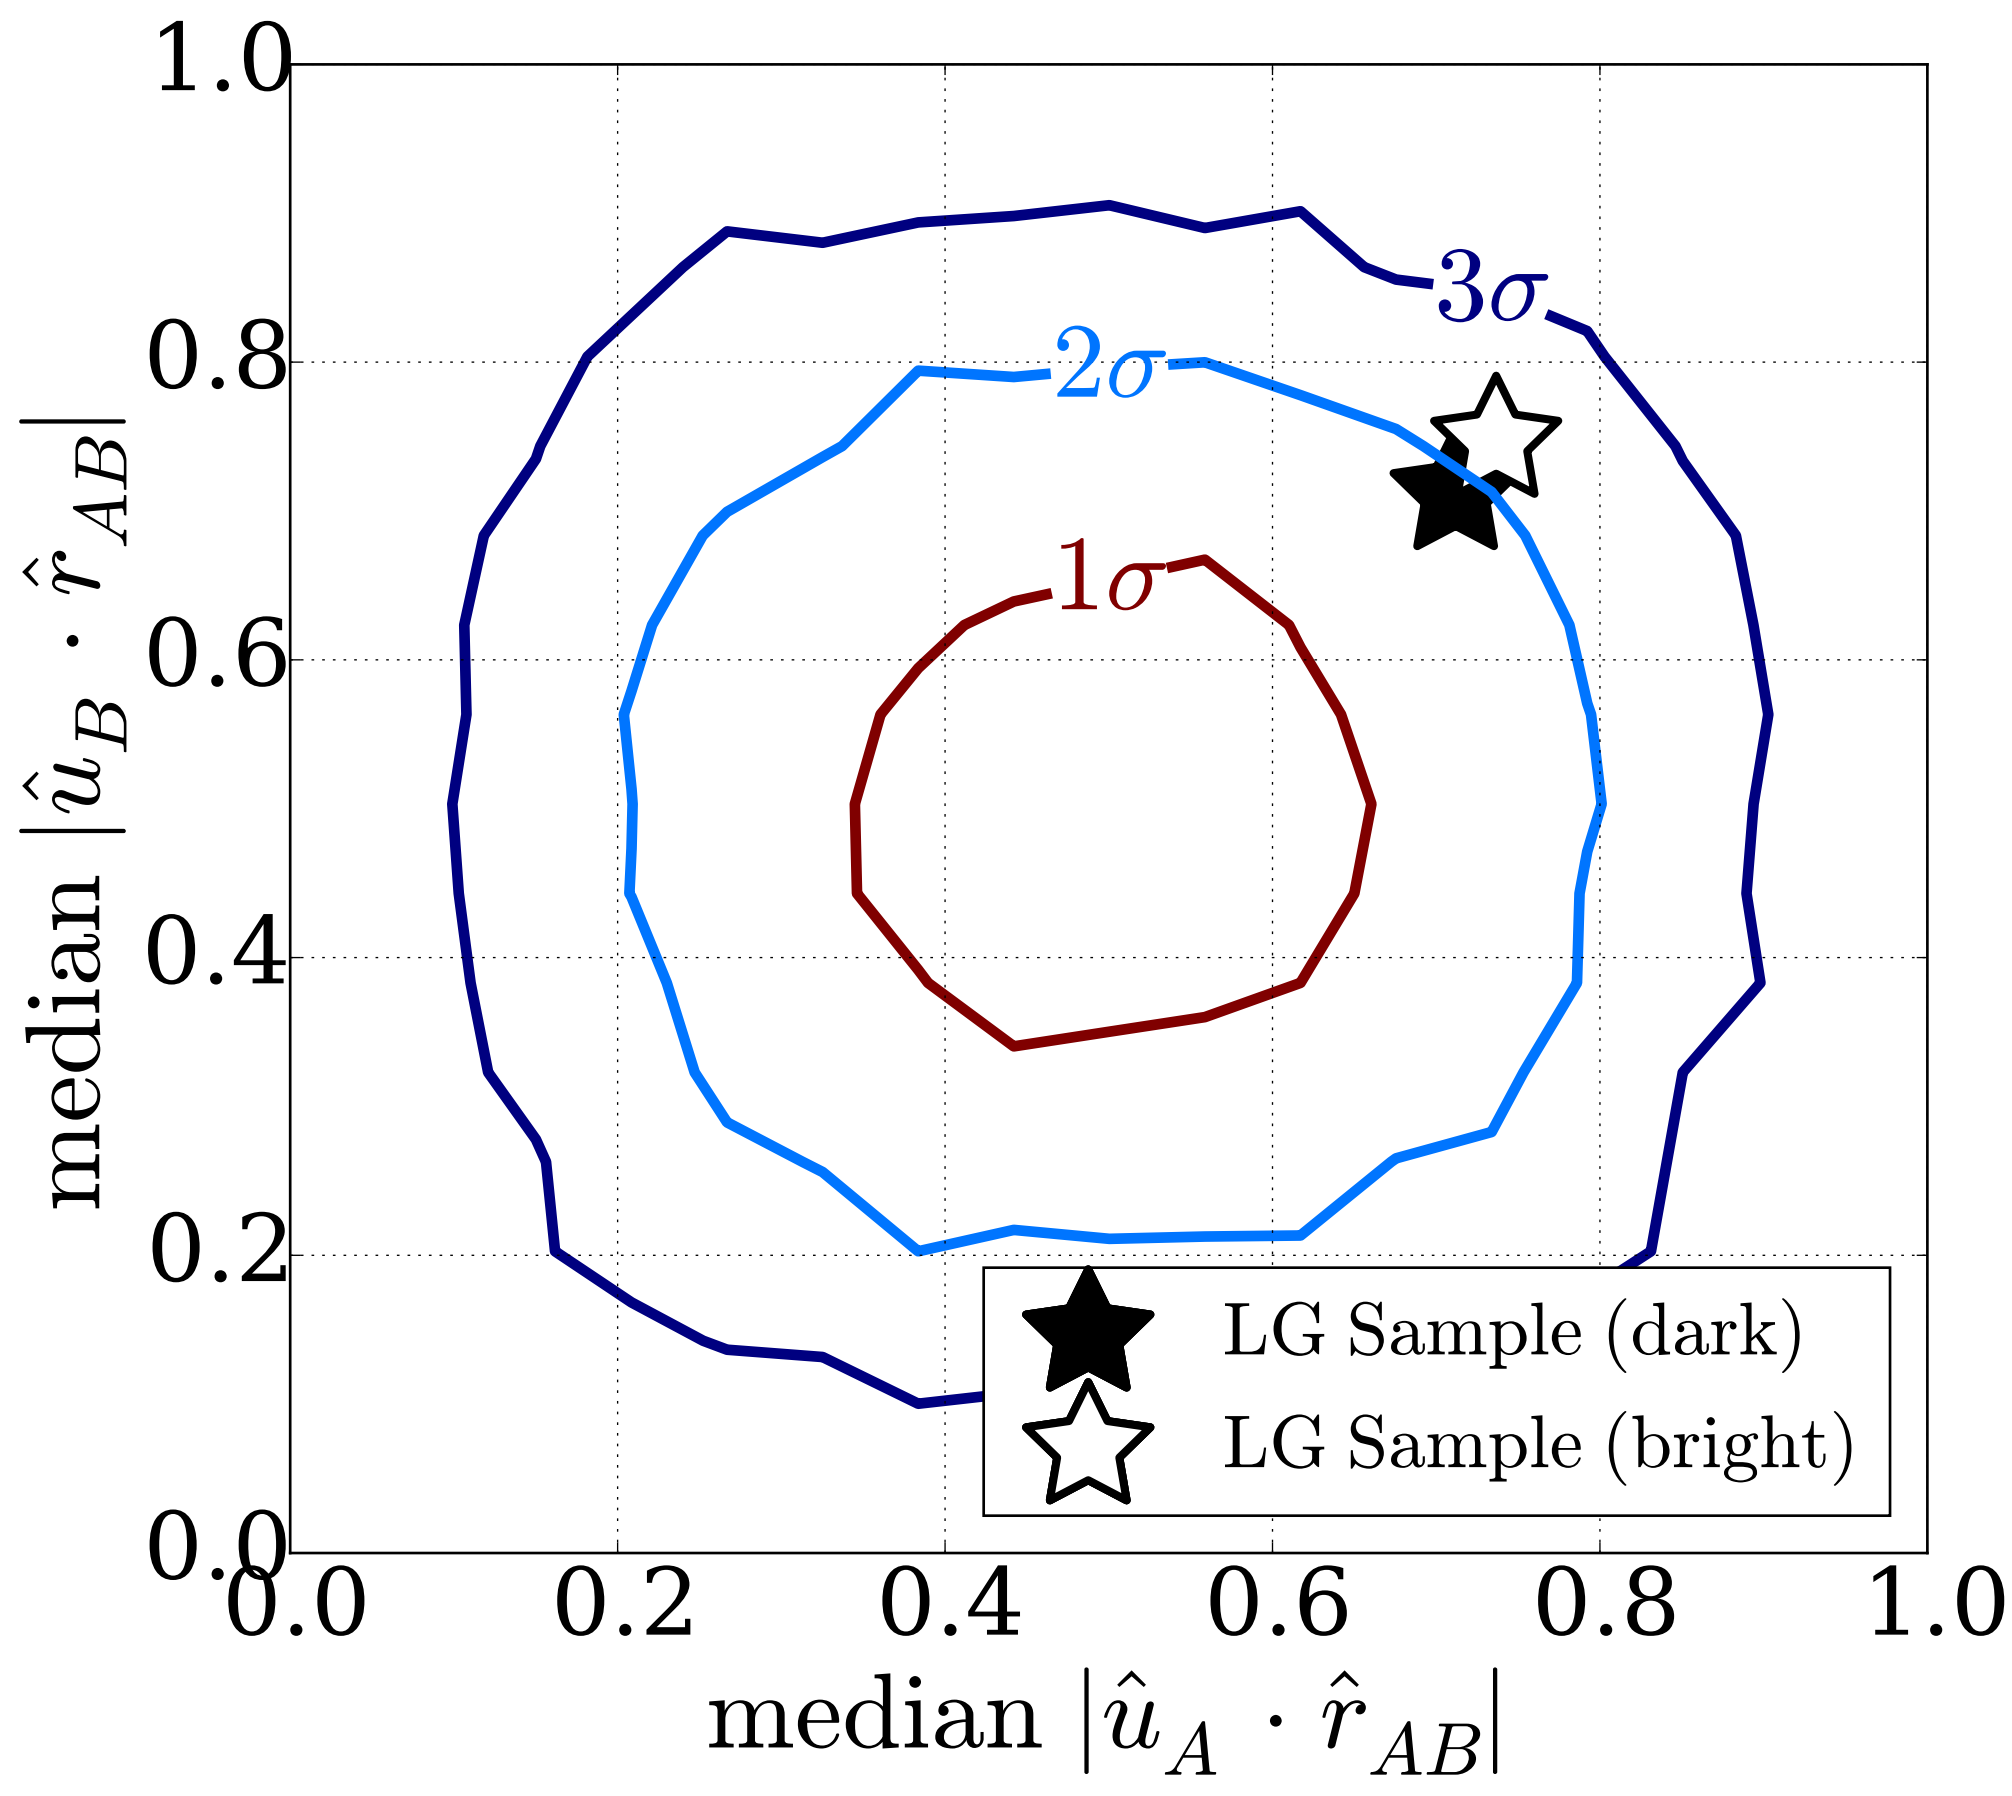 1.0
0.8
0.6
0.4
0.2
0.0
median |û_B · r̂_AB|
3σ
2σ
1σ
LG Sample (dark)
LG Sample (bright)
0.0 0.2 0.4 0.6 0.8 1.0
median |û_A · r̂_AB|